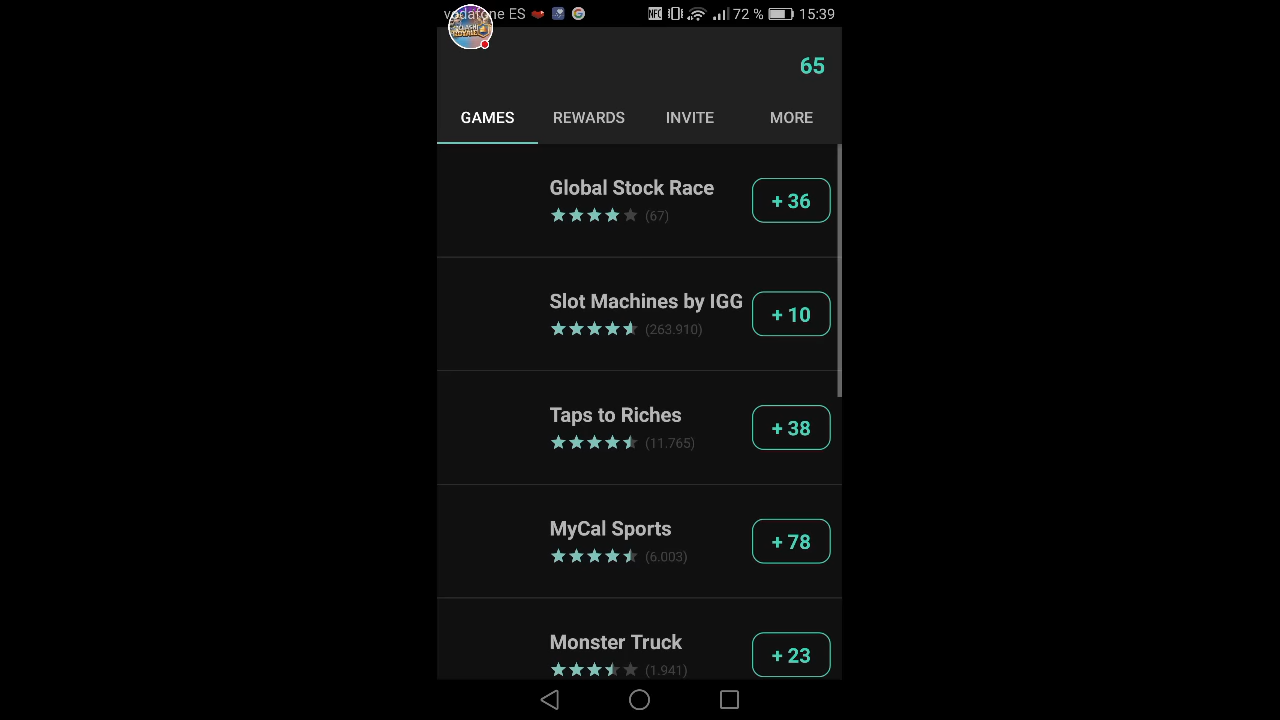 vodafone ES 72 % 15:39
CLASH ROYALE
65
GAMES REWARDS INVITE MORE
Global Stock Race
(67)
+ 36
Slot Machines by IGG
(263.910)
+ 10
Taps to Riches
(11.765)
+ 38
MyCal Sports
(6.003)
+ 78
Monster Truck
(1.941)
+ 23